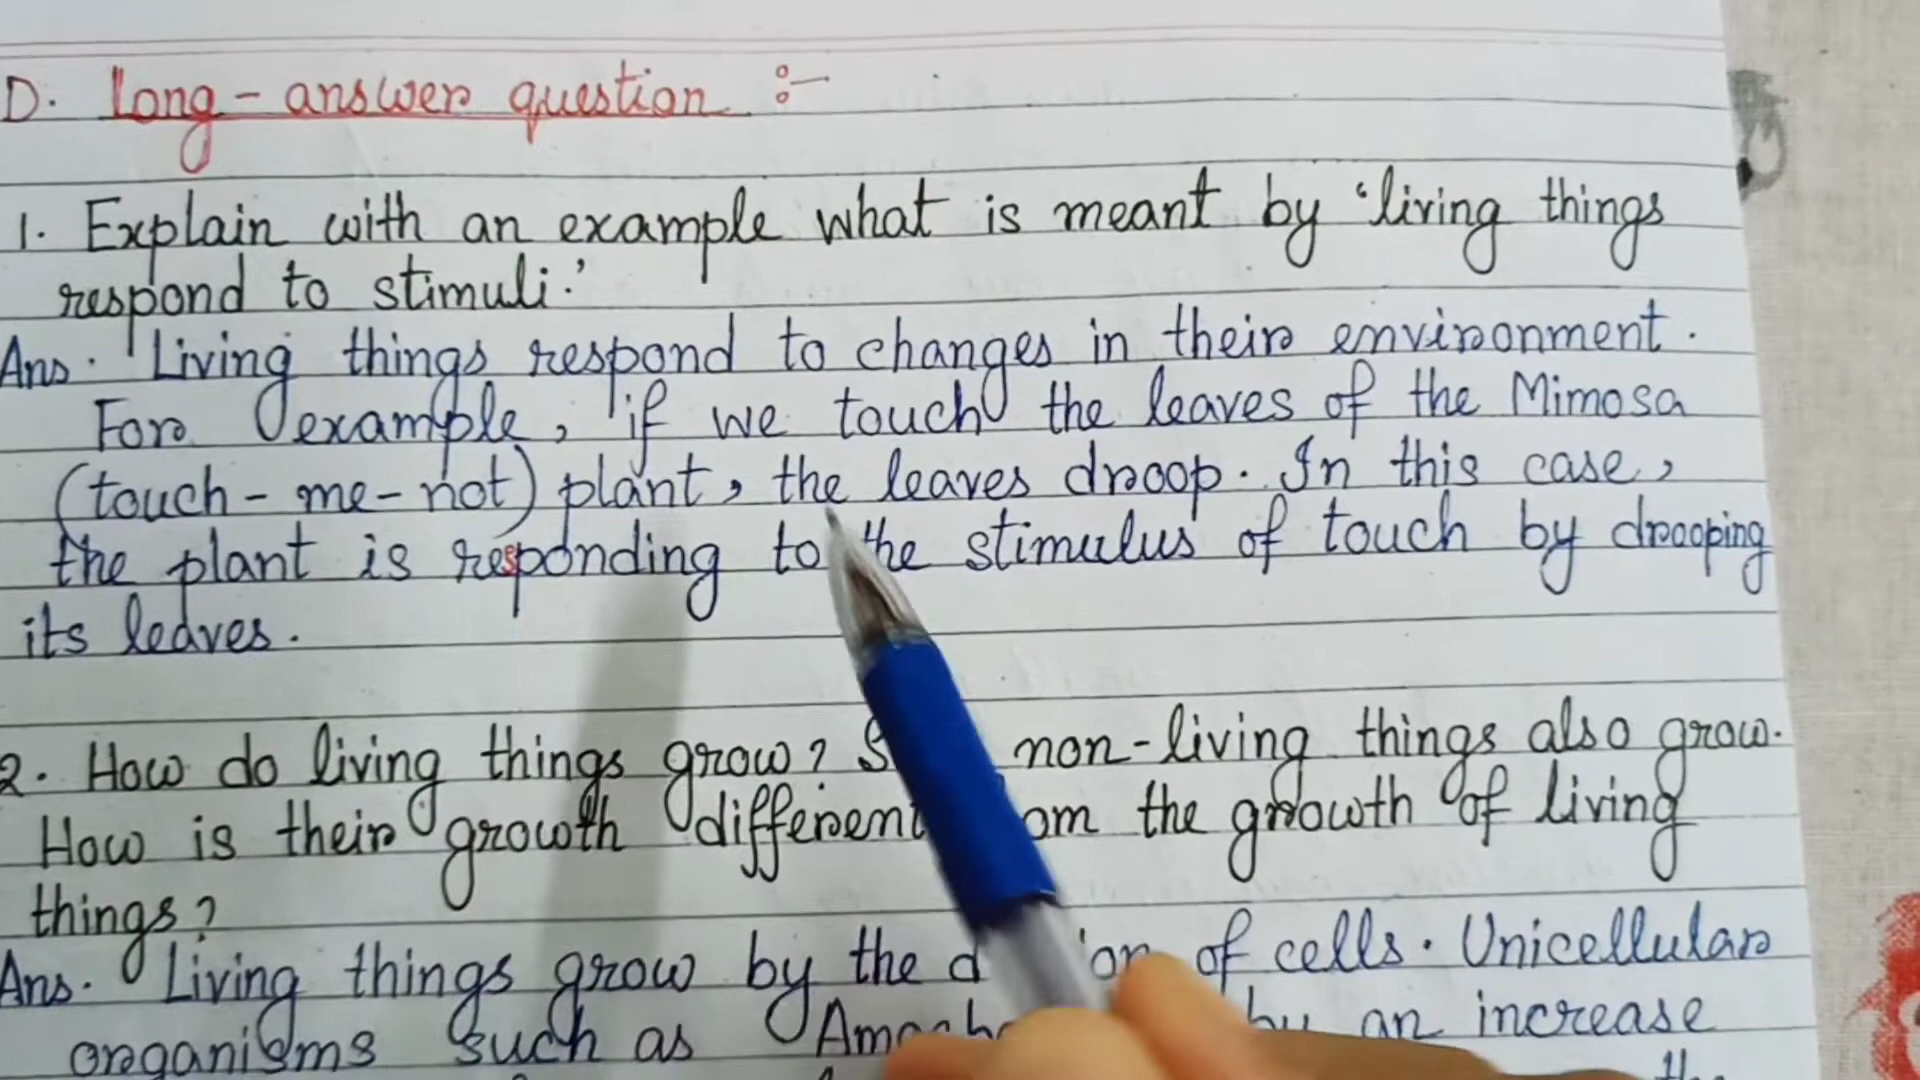 D. Long-answer question :-
1. Explain with an example what is meant by 'living things
respond to stimuli.'
Ans. Living things respond to changes in their environment.
For example, if we touch the leaves of the Mimosa
(touch-me-not) plant, the leaves droop. In this case,
the plant is responding to the stimulus of touch by drooping
its leaves.
2. How do living things grow? non-living things also grow.
How is their growth different the growth of living
things?
Ans. Living things grow by the of cells. Unicellular
organisms such as by an increase